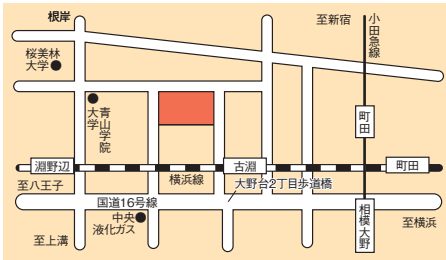 根岸
至新宿
小田急線
桜美林
大学
青山学院
大学
町田
淵野辺
古淵
町田
横浜線
大野台2丁目歩道橋
至八王子
国道16号線
中央
液化ガス
相模大野
至横浜
至上溝